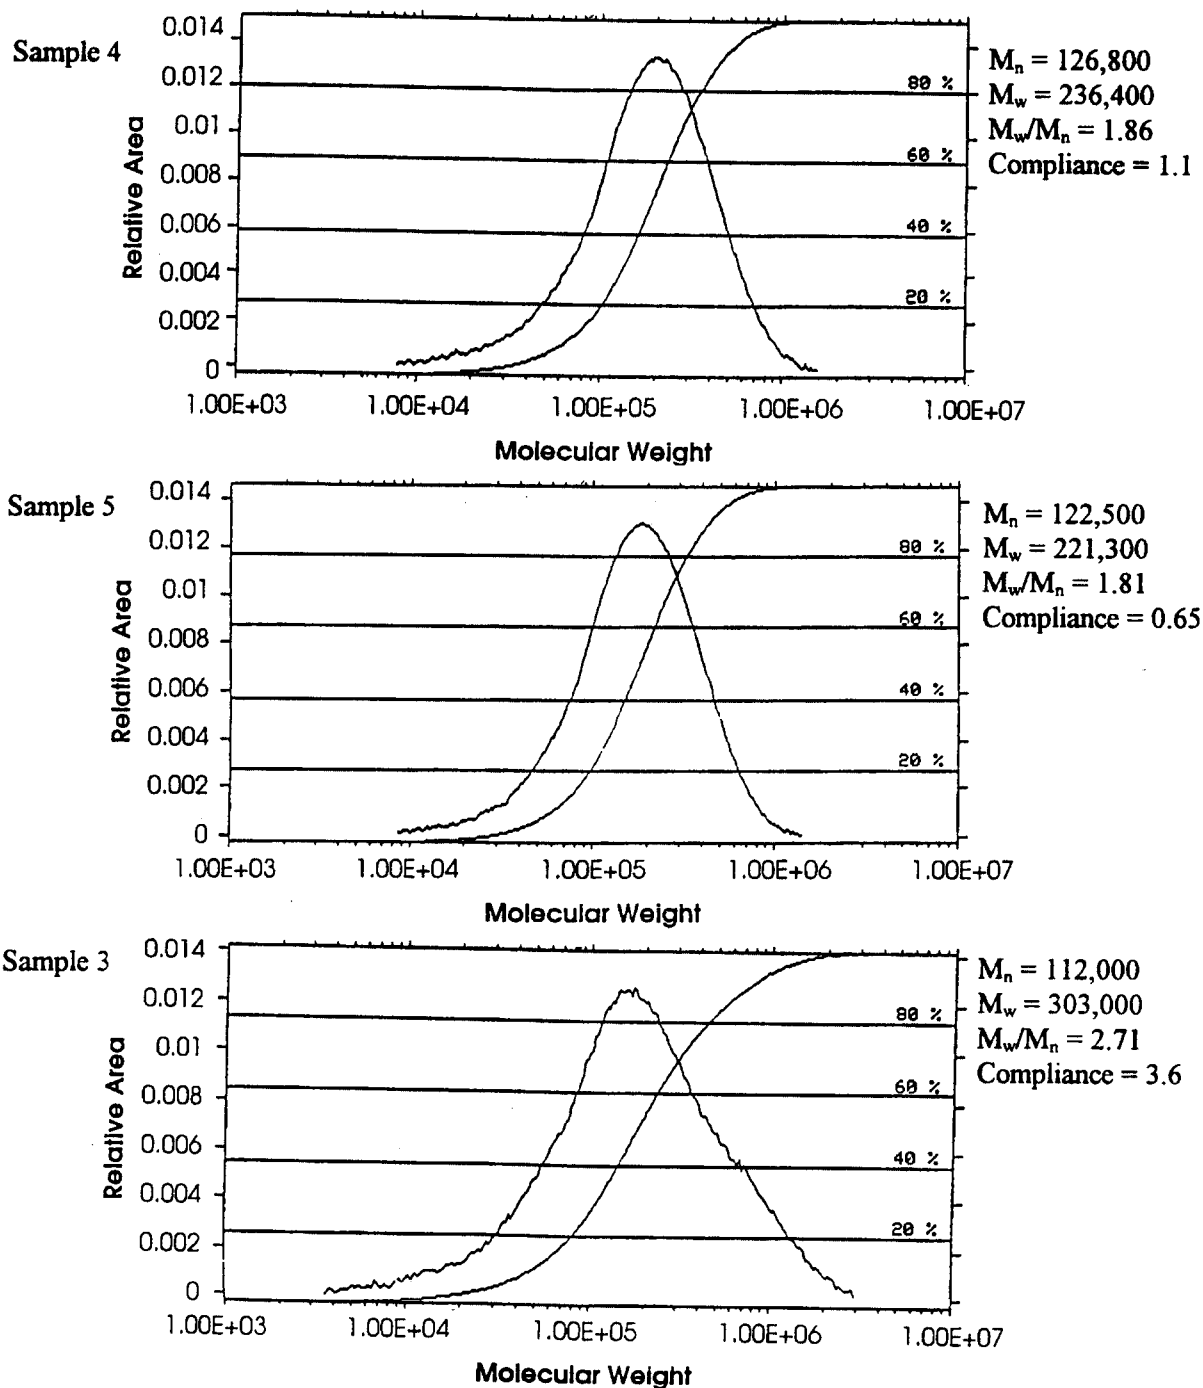 Sample 4
Relative Area
0.014
0.012
0.01
0.008
0.006
0.004
0.002
0
80 %
60 %
40 %
20 %
1.00E+03 1.00E+04 1.00E+05 1.00E+06 1.00E+07
Molecular Weight
Mn = 126,800
Mw = 236,400
Mw/Mn = 1.86
Compliance = 1.1
Sample 5
Relative Area
0.014
0.012
0.01
0.008
0.006
0.004
0.002
0
80 %
60 %
40 %
20 %
1.00E+03 1.00E+04 1.00E+05 1.00E+06 1.00E+07
Molecular Weight
Mn = 122,500
Mw = 221,300
Mw/Mn = 1.81
Compliance = 0.65
Sample 3
Relative Area
0.014
0.012
0.01
0.008
0.006
0.004
0.002
0
80 %
60 %
40 %
20 %
1.00E+03 1.00E+04 1.00E+05 1.00E+06 1.00E+07
Molecular Weight
Mn = 112,000
Mw = 303,000
Mw/Mn = 2.71
Compliance = 3.6